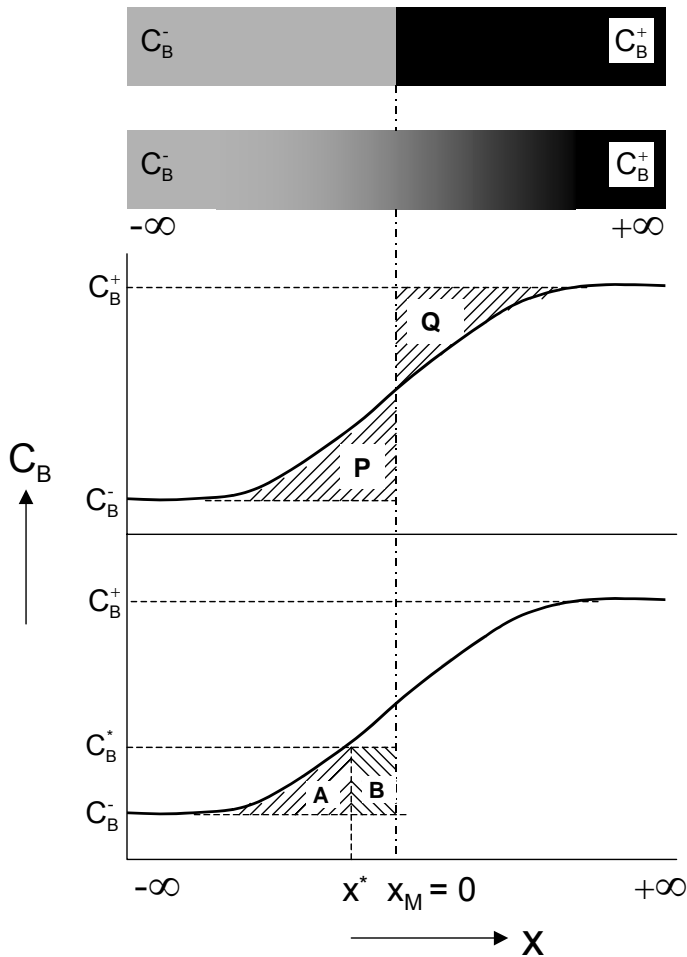 C_B^- C_B^+
C_B^- C_B^+
-∞ +∞
C_B^+
Q
P
C_B
C_B^-
C_B^+
C_B^*
A B
C_B^-
-∞ x^* x_M = 0 +∞
x